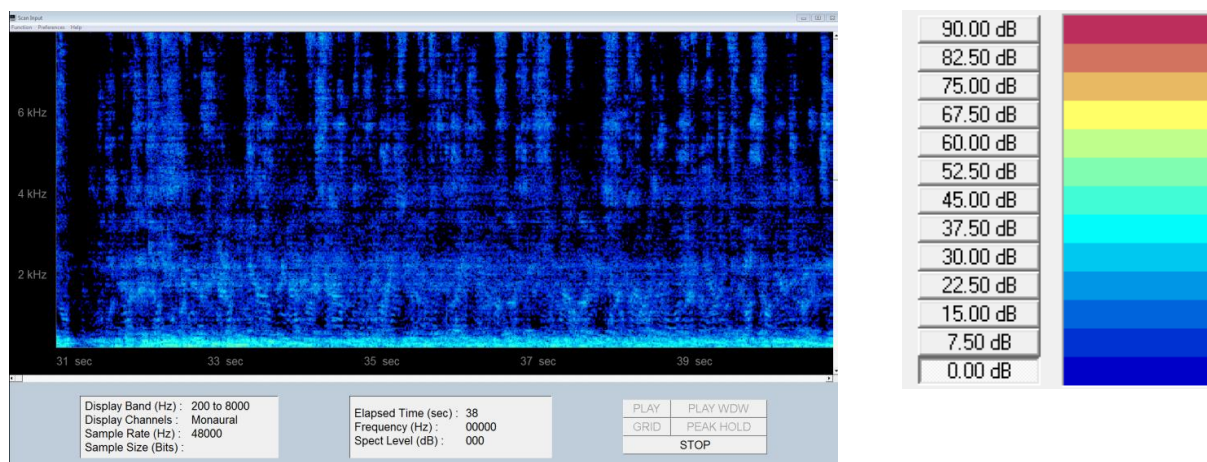 Scan Input
Function Preferences Help
6 kHz
4 kHz
2 kHz
31 sec 33 sec 35 sec 37 sec 39 sec
Display Band (Hz) : 200 to 8000
Display Channels : Monaural
Sample Rate (Hz) : 48000
Sample Size (Bits) :
Elapsed Time (sec) : 38
Frequency (Hz) : 00000
Spect Level (dB) : 000
PLAY PLAY WDW
GRID PEAK HOLD
STOP
90.00 dB
82.50 dB
75.00 dB
67.50 dB
60.00 dB
52.50 dB
45.00 dB
37.50 dB
30.00 dB
22.50 dB
15.00 dB
7.50 dB
0.00 dB